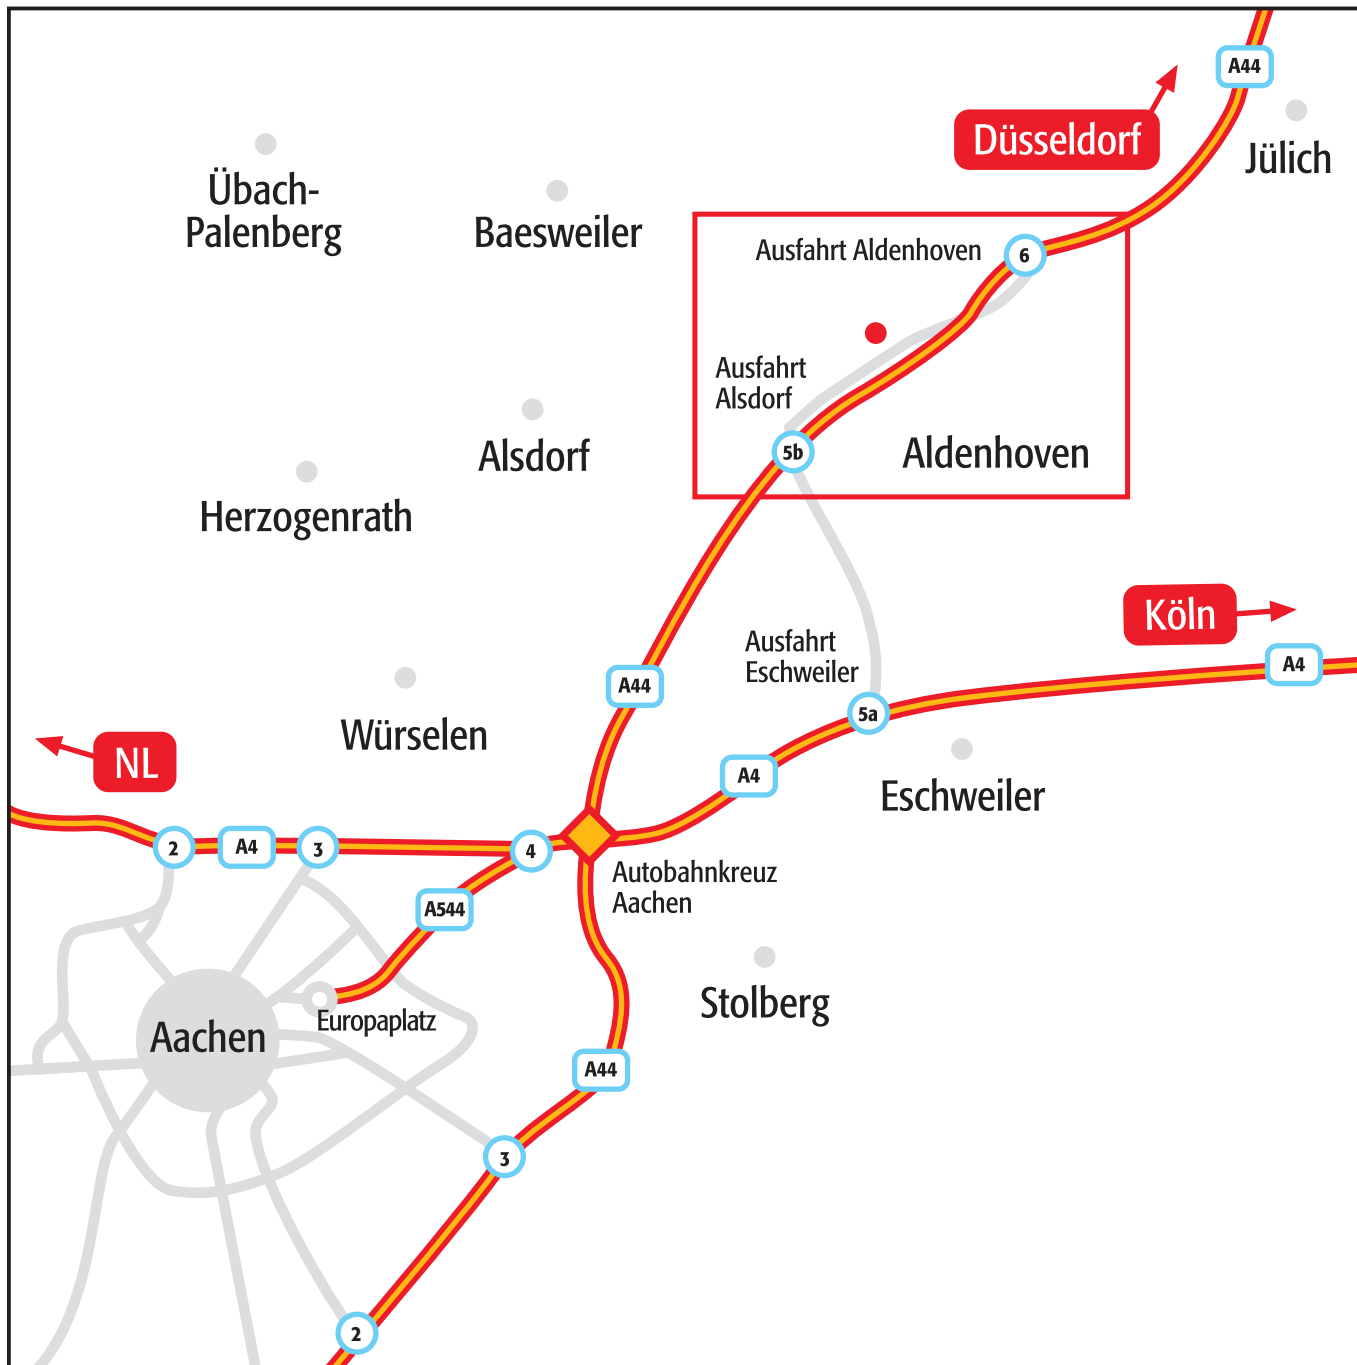 A44
Düsseldorf
Jülich
Übach-
Palenberg
Baesweiler
Ausfahrt Aldenhoven
6
Ausfahrt
Alsdorf
5b
Aldenhoven
Alsdorf
Herzogenrath
Köln
A4
Ausfahrt
Eschweiler
A44
5a
Würselen
NL
A4
Eschweiler
2
A4
3
4
Autobahnkreuz
Aachen
A544
Stolberg
Europaplatz
Aachen
A44
3
2